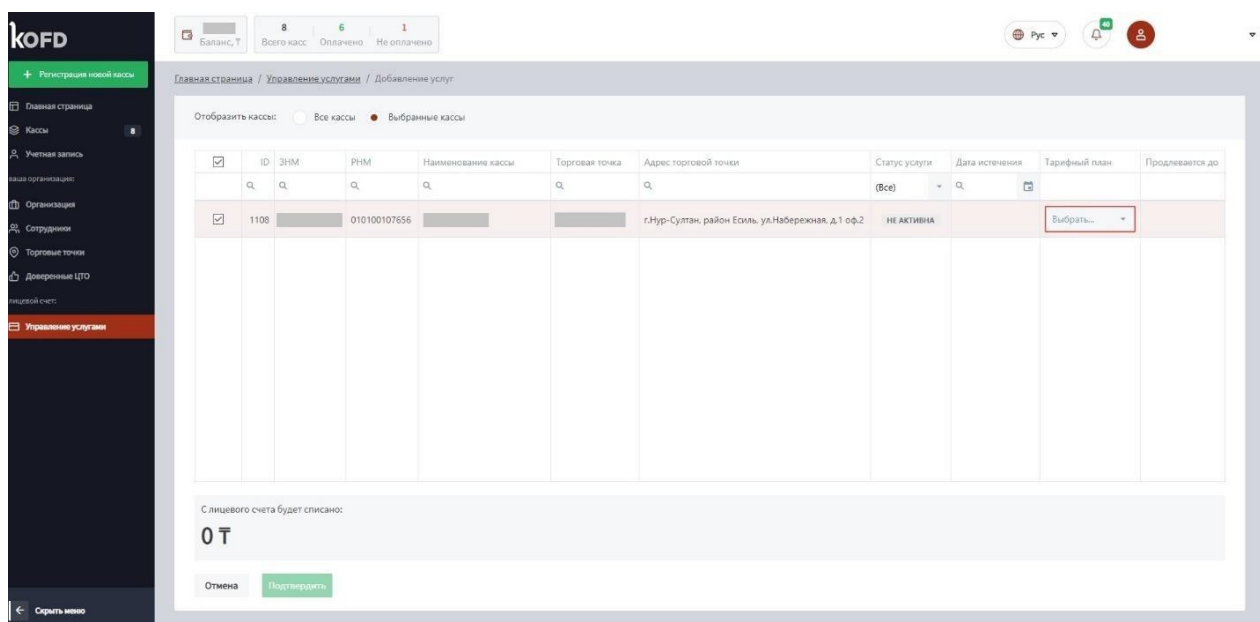 kOFD
Баланс, ₸
8 6 1
Всего касс Оплачено Не оплачено
Рус
40
+ Регистрация новой кассы
Главная страница / Управление услугами / Добавление услуг
Главная страница
Кассы 8
Учетная запись
ваша организация:
Организация
Сотрудники
Торговые точки
Доверенные ЦТО
лицевой счет:
Управление услугами
Отобразить кассы: Все кассы Выбранные кассы
ID ЗНМ РНМ Наименование кассы Торговая точка Адрес торговой точки Статус услуги Дата истечения Тарифный план Продлевается до
(Все)
1108 010100107656 г.Нур-Султан, район Есиль, ул.Набережная, д.1 оф.2 НЕ АКТИВНА Выбрать...
С лицевого счета будет списано:
0 ₸
Отмена Подтвердить
Скрыть меню